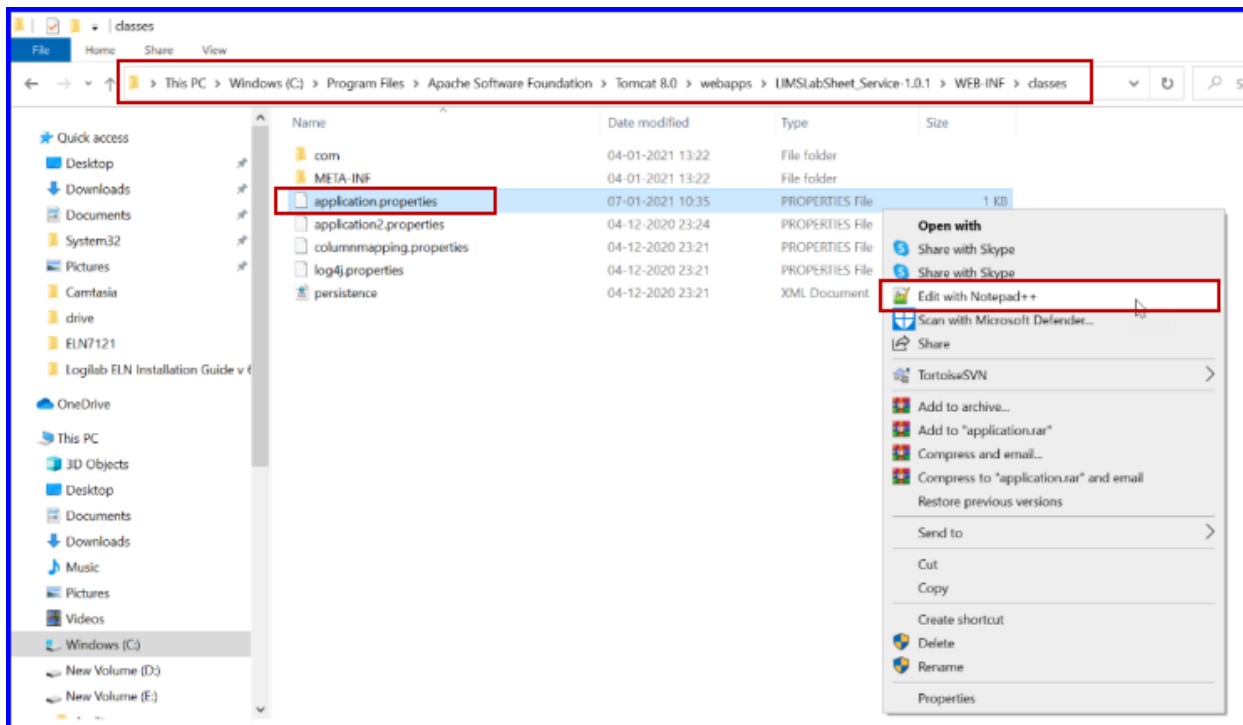 classes
File Home Share View
This PC > Windows (C:) > Program Files > Apache Software Foundation > Tomcat 8.0 > webapps > LIMSLabSheet_Service-1.0.1 > WEB-INF > classes
Name Date modified Type Size
Quick access
Desktop
Downloads
Documents
System32
Pictures
Camtasia
drive
ELN7121
Logilab ELN Installation Guide v 6
OneDrive
This PC
3D Objects
Desktop
Documents
Downloads
Music
Pictures
Videos
Windows (C:)
New Volume (D:)
New Volume (E:)
com 04-01-2021 13:22 File folder
META-INF 04-01-2021 13:22 File folder
application.properties 07-01-2021 10:35 PROPERTIES File 1 KB
application2.properties 04-12-2020 23:24 PROPERTIES File
columnmapping.properties 04-12-2020 23:21 PROPERTIES File
log4j.properties 04-12-2020 23:21 PROPERTIES File
persistence 04-12-2020 23:21 XML Document
Open with
Share with Skype
Share with Skype
Edit with Notepad++
Scan with Microsoft Defender...
Share
TortoiseSVN
Add to archive...
Add to "application.rar"
Compress and email...
Compress to "application.rar" and email
Restore previous versions
Send to
Cut
Copy
Create shortcut
Delete
Rename
Properties